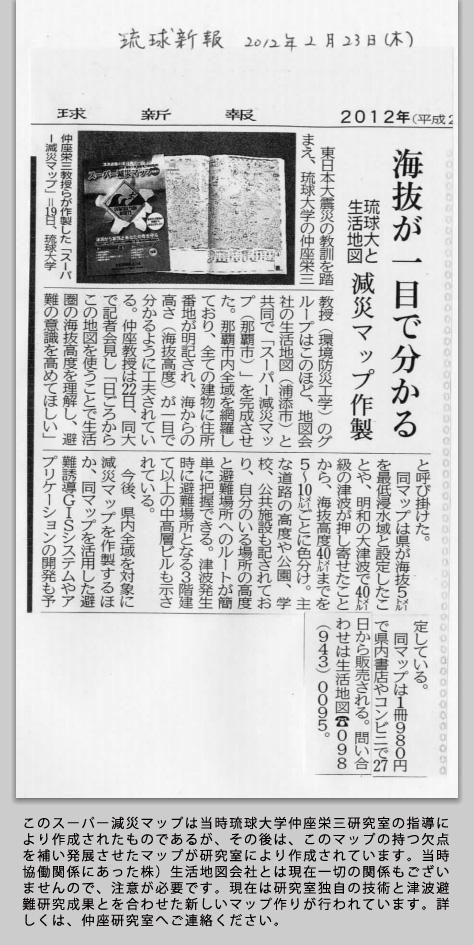 琉球新報 2012年2月23日(木)
球 新 報 2012年(平成2
海抜が一目で分かる
琉球大と
生活地図
減災マップ作製
仲座栄三教授らが作製した「スーパ
ー減災マップ」=19日、琉球大学
東日本大震災の教訓を踏
まえ、琉球大学の仲座栄三
教授(環境防災工学)のグ
ループはこのほど、地図会
社の生活地図(浦添市)と
共同で「スーパー減災マッ
プ(那覇市)」を完成させ
た。那覇市内全域を網羅し
ており、全ての建物に住所
番地が明記され、海からの
高さ(海抜高度)が一目で
分かるように工夫されてい
る。仲座教授は22日、同大
で記者会見し「日ごろから
この地図を使うことで生活
圏の海抜高度を理解し、避
難の意識を高めてほしい」
と呼び掛けた。
同マップは県が海抜5㍍
を最低浸水域と設定したこ
とや、明和の大津波で40㍍
級の津波が押し寄せたこと
から、海抜高度40㍍までを
5~10㍍ごとに色分け。主
な道路の高度や公園、学
校、公共施設も記されてお
り、自分のいる場所の高度
と避難場所へのルートが簡
単に把握できる。津波発生
時に避難場所となる3階建
て以上の中高層ビルも示さ
れている。
今後、県内全域を対象に
減災マップを作製するほ
か、同マップを活用した避
難誘導GISシステムやア
プリケーションの開発も予
定している。
同マップは1冊980円
で県内書店やコンビニで27
日から販売される。問い合
わせは生活地図☎098
(943)0095。
このスーパー減災マップは当時琉球大学仲座栄三研究室の指導に
より作成されたものであるが、その後は、このマップの持つ欠点
を補い発展させたマップが研究室により作成されています。当時
協働関係にあった株)生活地図会社とは現在一切の関係もござい
ませんので、注意が必要です。現在は研究室独自の技術と津波避
難研究成果とを合わせた新しいマップ作りが行われています。詳
しくは、仲座研究室へご連絡ください。